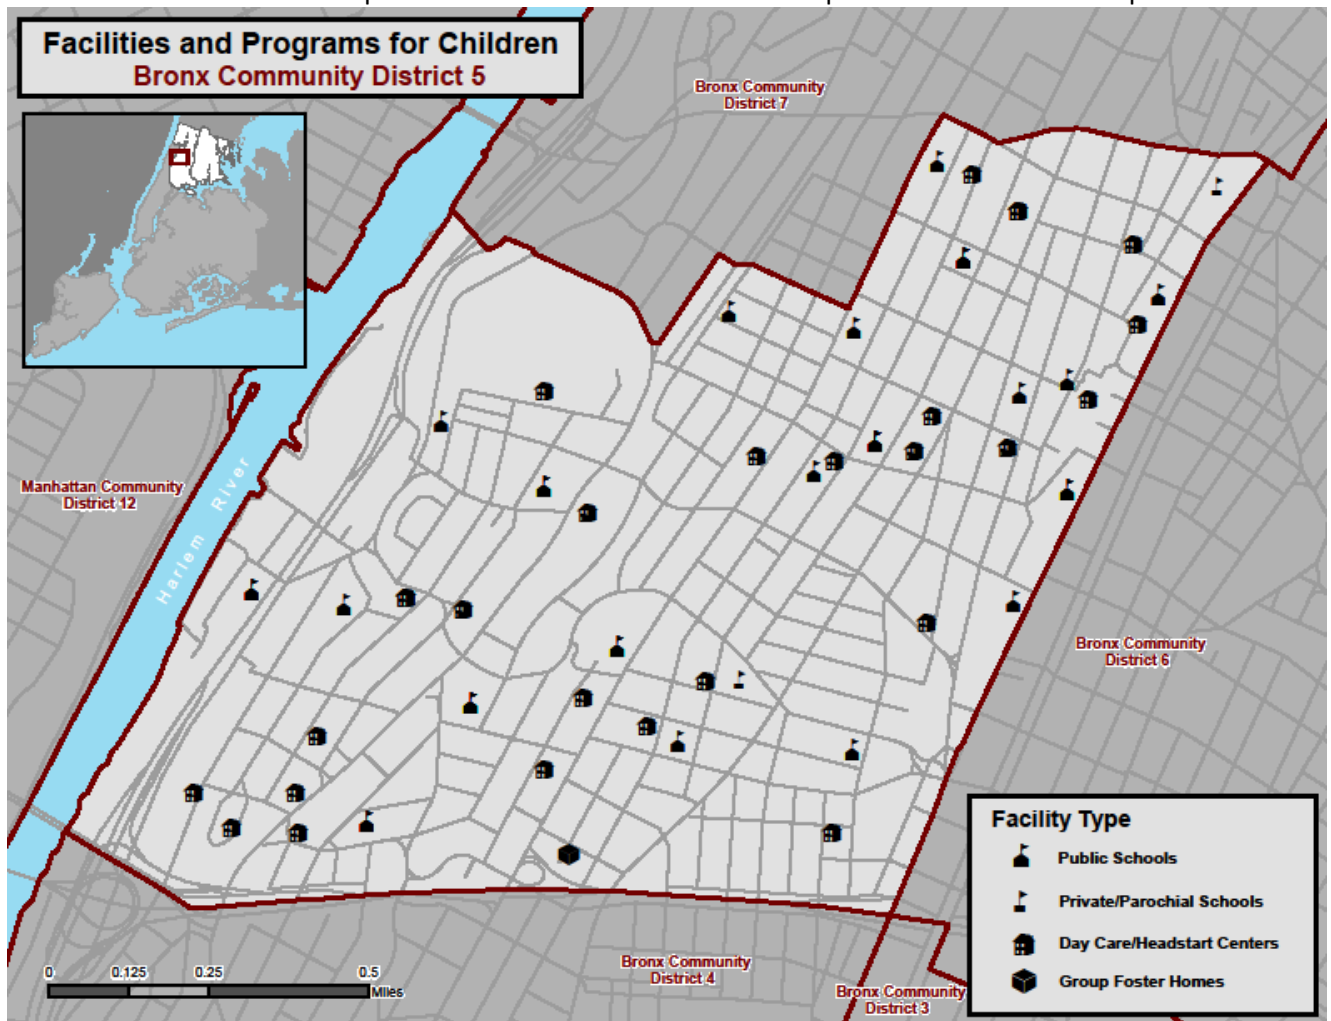 Facilities and Programs for Children
Bronx Community District 5
Bronx Community
District 7
Manhattan Community
District 12
Harlem River
Bronx Community
District 6
Facility Type
Public Schools
Private/Parochial Schools
Day Care/Headstart Centers
Group Foster Homes
Bronx Community
District 4
Bronx Community
District 3
0 0.125 0.25 0.5
Miles